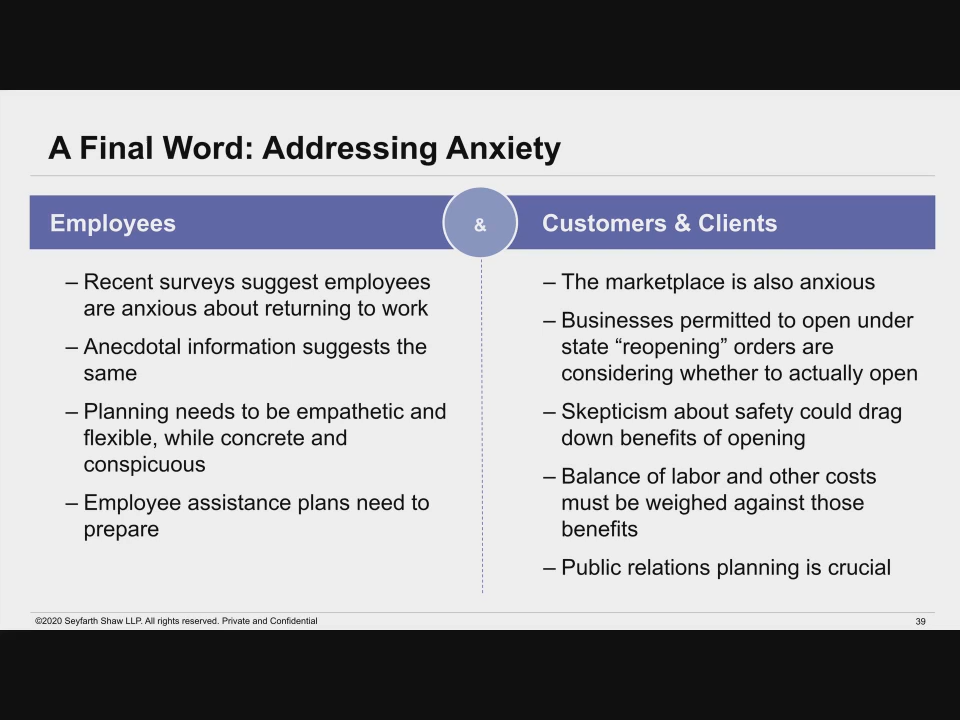 A Final Word: Addressing Anxiety
Employees
&
Customers & Clients
– Recent surveys suggest employees
are anxious about returning to work
– Anecdotal information suggests the
same
– Planning needs to be empathetic and
flexible, while concrete and
conspicuous
– Employee assistance plans need to
prepare
– The marketplace is also anxious
– Businesses permitted to open under
state “reopening” orders are
considering whether to actually open
– Skepticism about safety could drag
down benefits of opening
– Balance of labor and other costs
must be weighed against those
benefits
– Public relations planning is crucial
©2020 Seyfarth Shaw LLP. All rights reserved. Private and Confidential
39